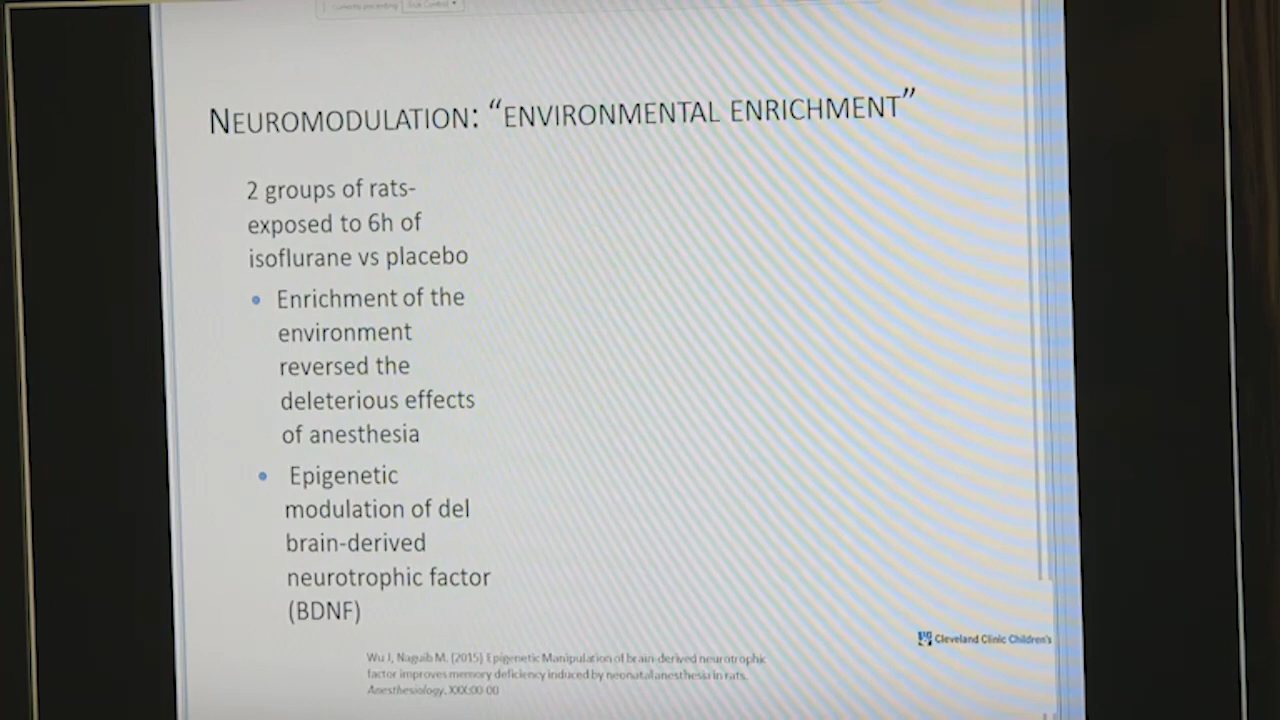 Currently presenting
NEUROMODULATION: “ENVIRONMENTAL ENRICHMENT”
2 groups of rats-
exposed to 6h of
isoflurane vs placebo
• Enrichment of the
environment
reversed the
deleterious effects
of anesthesia
• Epigenetic
modulation of del
brain-derived
neurotrophic factor
(BDNF)
Wu J, Naguib M. (2015) Epigenetic Manipulation of brain-derived neurotrophic
factor improves memory deficiency induced by neonatal anesthesia in rats.
Anesthesiology. XXX:00-00
Cleveland Clinic Children's